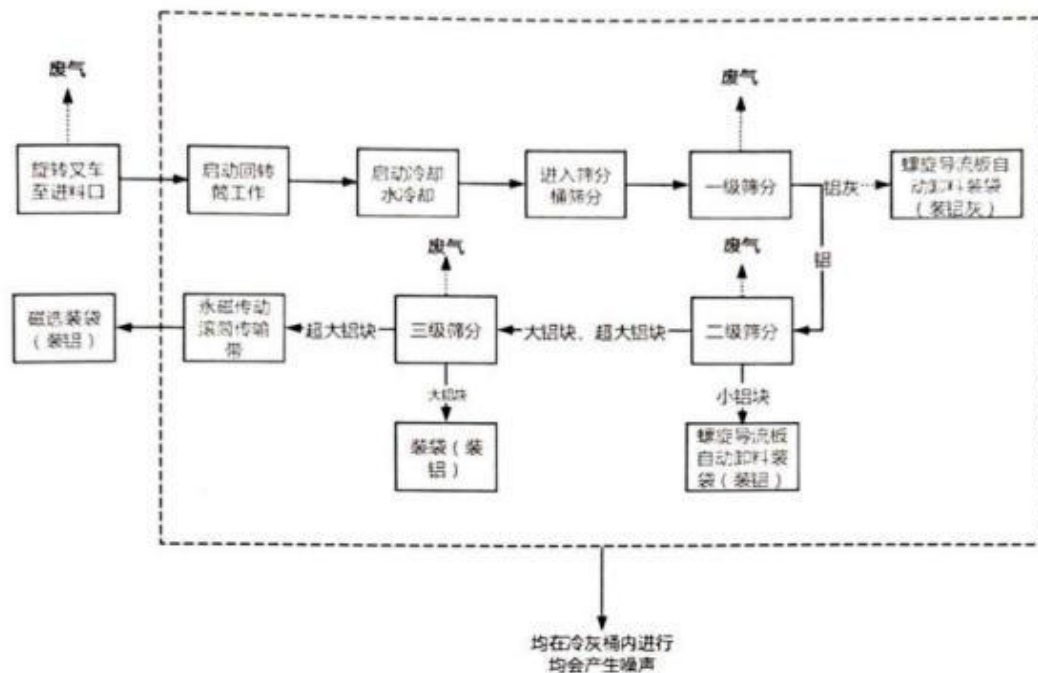 废气
旋转叉车
至进料口
启动回转
筒工作
启动冷却
水冷却
进入筛分
桶筛分
废气
一级筛分
铝灰
螺旋导流板自
动卸料装袋
（装铝灰）
铝
废气
二级筛分
小铝块
螺旋导流板
自动卸料装
袋（装铝）
大铝块、超大铝块
废气
三级筛分
大铝块
装袋（装
铝）
超大铝块
永磁传动
滚筒传输
带
磁选装袋
（装铝）
均在冷灰桶内进行
均会产生噪声